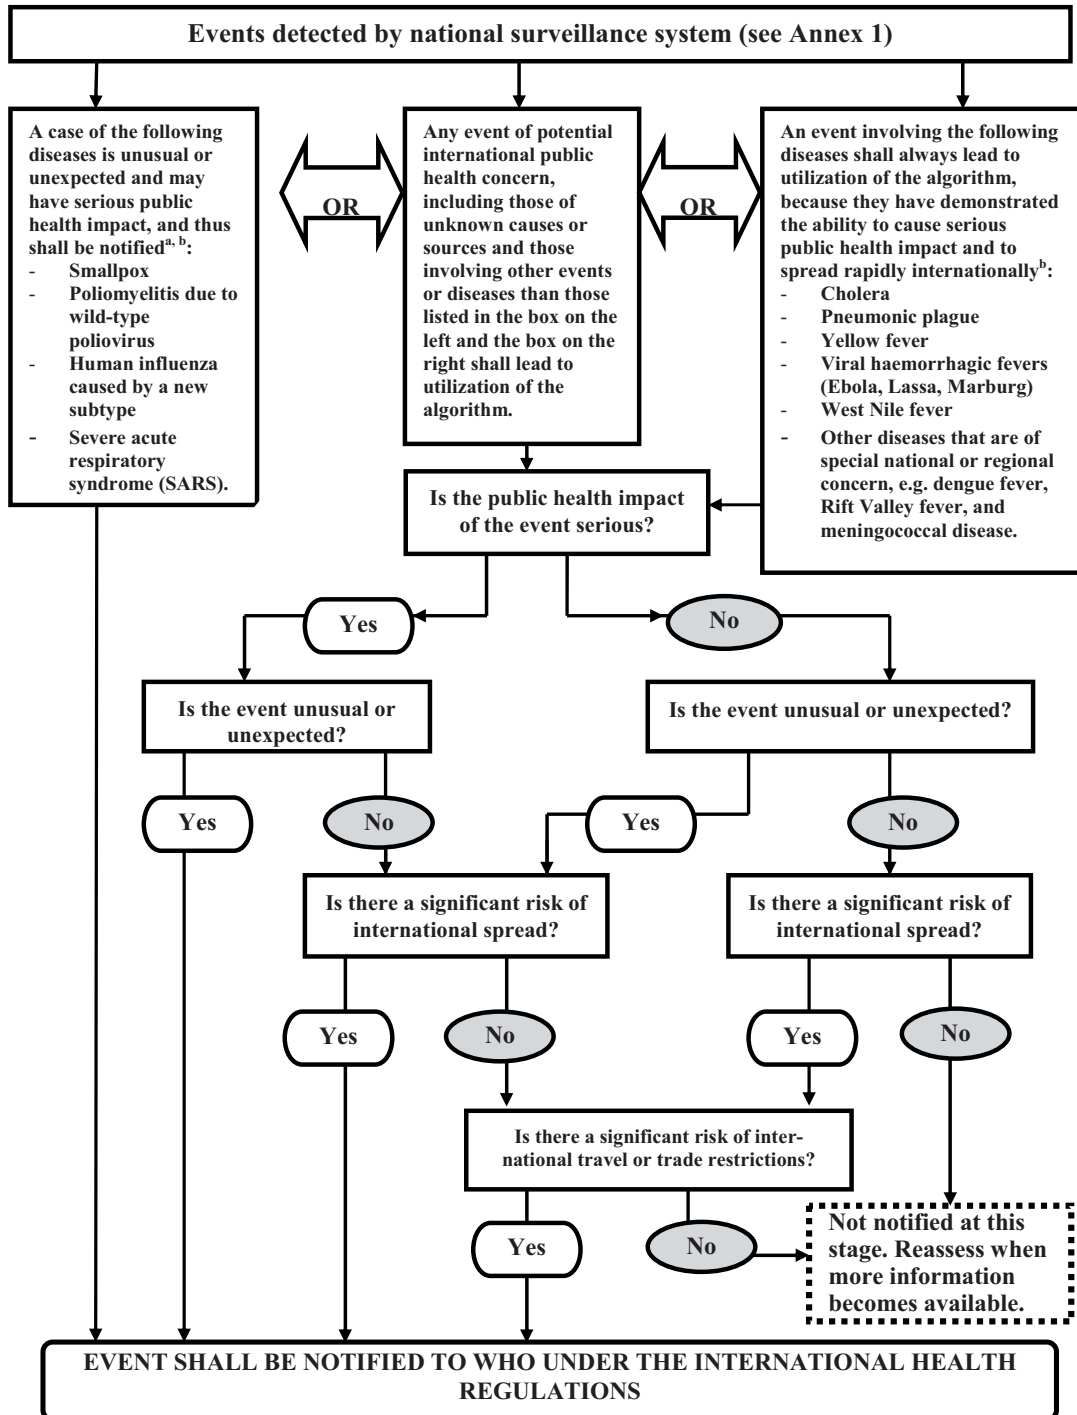 Events detected by national surveillance system (see Annex 1)
A case of the following
diseases is unusual or
unexpected and may
have serious public
health impact, and thus
shall be notifiedᵃ, ᵇ:
- Smallpox
- Poliomyelitis due to
wild-type
poliovirus
- Human influenza
caused by a new
subtype
- Severe acute
respiratory
syndrome (SARS).
OR
Any event of potential
international public
health concern,
including those of
unknown causes or
sources and those
involving other events
or diseases than those
listed in the box on the
left and the box on the
right shall lead to
utilization of the
algorithm.
OR
An event involving the following
diseases shall always lead to
utilization of the algorithm,
because they have demonstrated
the ability to cause serious
public health impact and to
spread rapidly internationallyᵇ:
- Cholera
- Pneumonic plague
- Yellow fever
- Viral haemorrhagic fevers
(Ebola, Lassa, Marburg)
- West Nile fever
- Other diseases that are of
special national or regional
concern, e.g. dengue fever,
Rift Valley fever, and
meningococcal disease.
Is the public health impact
of the event serious?
Yes
No
Is the event unusual or
unexpected?
Is the event unusual or unexpected?
Yes
No
Yes
No
Is there a significant risk of
international spread?
Is there a significant risk of
international spread?
Yes
No
Yes
No
Is there a significant risk of inter-
national travel or trade restrictions?
Yes
No
Not notified at this
stage. Reassess when
more information
becomes available.
EVENT SHALL BE NOTIFIED TO WHO UNDER THE INTERNATIONAL HEALTH
REGULATIONS